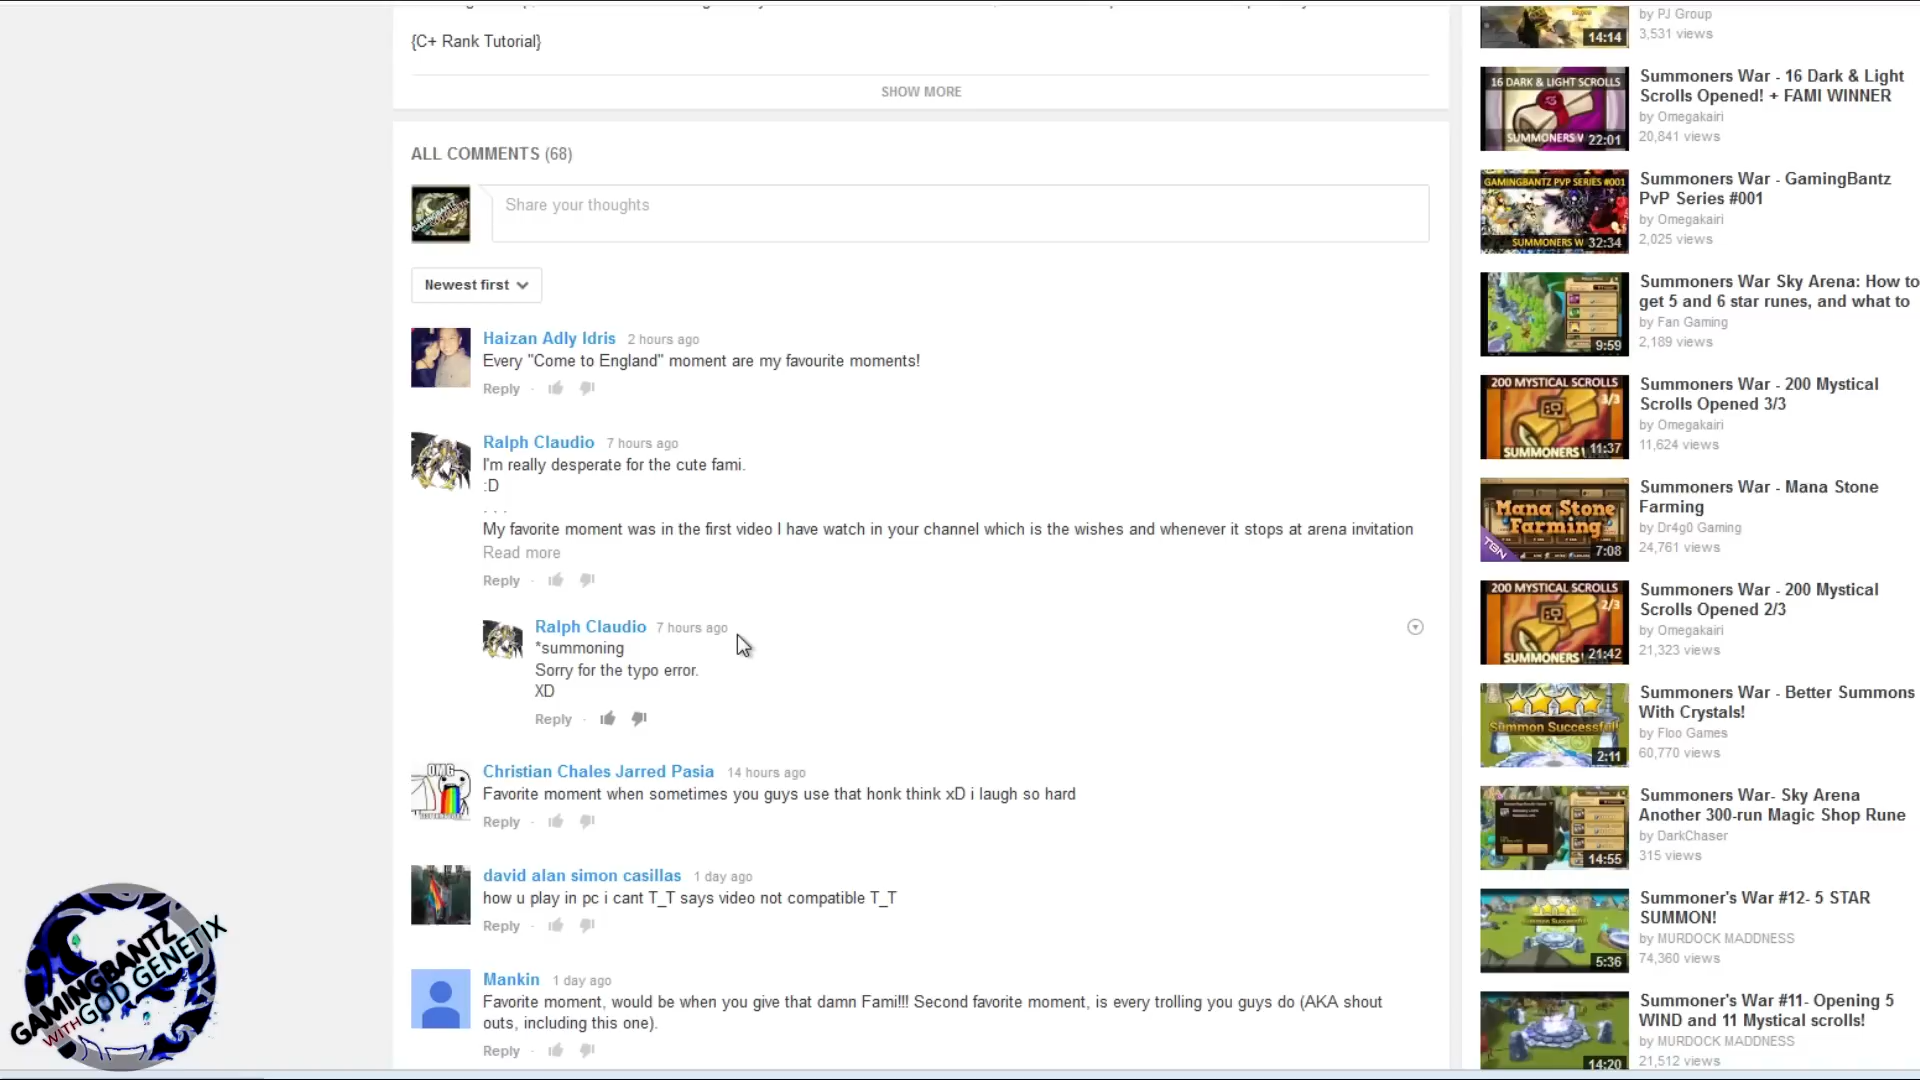 {C+ Rank Tutorial}
SHOW MORE
ALL COMMENTS (68)
Share your thoughts
Newest first
Haizan Adly Idris 2 hours ago
Every "Come to England" moment are my favourite moments!
Reply
Ralph Claudio 7 hours ago
I'm really desperate for the cute fami.
:D
. . .
My favorite moment was in the first video I have watch in your channel which is the wishes and whenever it stops at arena invitation
Read more
Reply
Ralph Claudio 7 hours ago
*summoning
Sorry for the typo error.
XD
Reply
Christian Chales Jarred Pasia 14 hours ago
Favorite moment when sometimes you guys use that honk think xD i laugh so hard
Reply
david alan simon casillas 1 day ago
how u play in pc i cant T_T says video not compatible T_T
Reply
Mankin 1 day ago
Favorite moment, would be when you give that damn Fami!!! Second favorite moment, is every trolling you guys do (AKA shout
outs, including this one).
Reply
14:14
by PJ Group
3,531 views
16 DARK & LIGHT SCROLLS
SUMMONERS W
22:01
Summoners War - 16 Dark & Light
Scrolls Opened! + FAMI WINNER
by Omegakairi
20,841 views
GAMINGBANTZ PVP SERIES #001
SUMMONERS W
32:34
Summoners War - GamingBantz
PvP Series #001
by Omegakairi
2,025 views
9:59
Summoners War Sky Arena: How to
get 5 and 6 star runes, and what to
by Fan Gaming
2,189 views
200 MYSTICAL SCROLLS
3/3
SUMMONERS
11:37
Summoners War - 200 Mystical
Scrolls Opened 3/3
by Omegakairi
11,624 views
Mana Stone
Farming
TGN
7:08
Summoners War - Mana Stone
Farming
by Dr4g0 Gaming
24,761 views
200 MYSTICAL SCROLLS
2/3
SUMMONERS
21:42
Summoners War - 200 Mystical
Scrolls Opened 2/3
by Omegakairi
21,323 views
Summon Successful!
2:11
Summoners War - Better Summons
With Crystals!
by Floo Games
60,770 views
14:55
Summoners War- Sky Arena
Another 300-run Magic Shop Rune
by DarkChaser
315 views
5:36
Summoner's War #12- 5 STAR
SUMMON!
by MURDOCK MADDNESS
74,360 views
14:20
Summoner's War #11- Opening 5
WIND and 11 Mystical scrolls!
by MURDOCK MADDNESS
21,512 views
GAMINGBANTZ
WITH GOD GENETIX